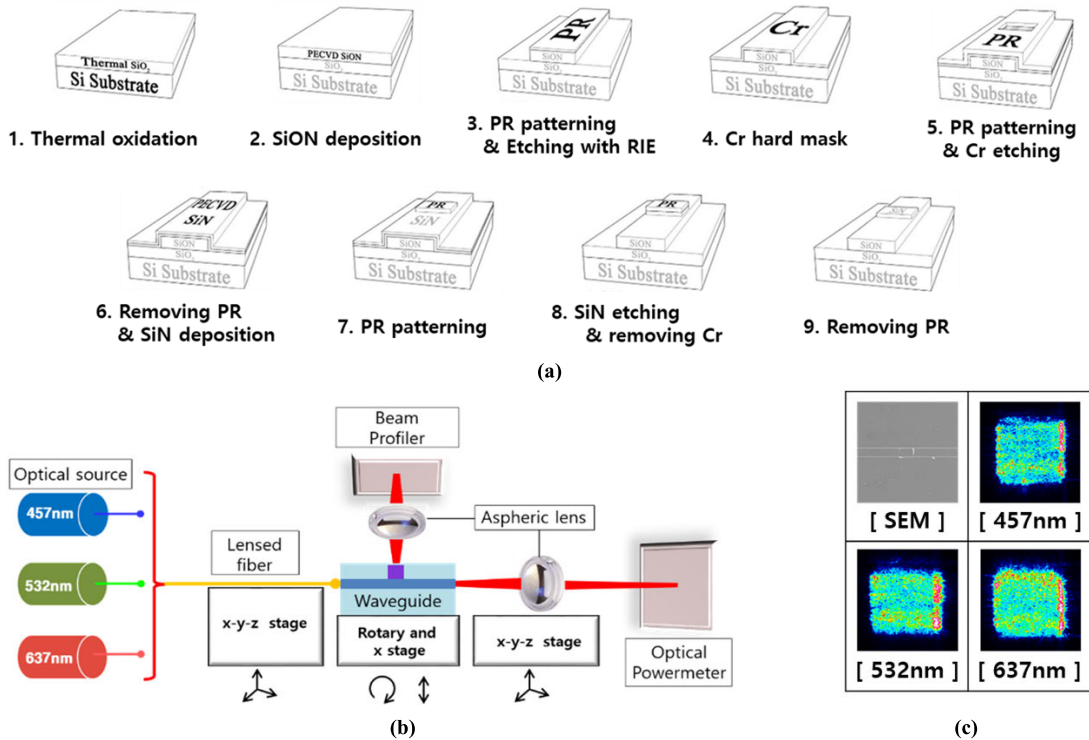 Thermal SiO₂
Si Substrate
PECVD SiON
SiO₂
Si Substrate
PR
SiON
SiO₂
Si Substrate
Cr
SiON
SiO₂
Si Substrate
PR
SiON
SiO₂
Si Substrate
1. Thermal oxidation
2. SiON deposition
3. PR patterning
& Etching with RIE
4. Cr hard mask
5. PR patterning
& Cr etching
PECVD
SiN
SiON
SiO₂
Si Substrate
PR
SiN
SiON
SiO₂
Si Substrate
PR
SiON
SiO₂
Si Substrate
SiN
SiON
SiO₂
Si Substrate
6. Removing PR
& SiN deposition
7. PR patterning
8. SiN etching
& removing Cr
9. Removing PR
(a)
Beam
Profiler
Optical source
457nm
532nm
637nm
Lensed
fiber
Aspheric lens
Waveguide
x-y-z stage
Rotary and
x stage
x-y-z stage
Optical
Powermeter
(b)
[ SEM ]
[ 457nm ]
[ 532nm ]
[ 637nm ]
(c)